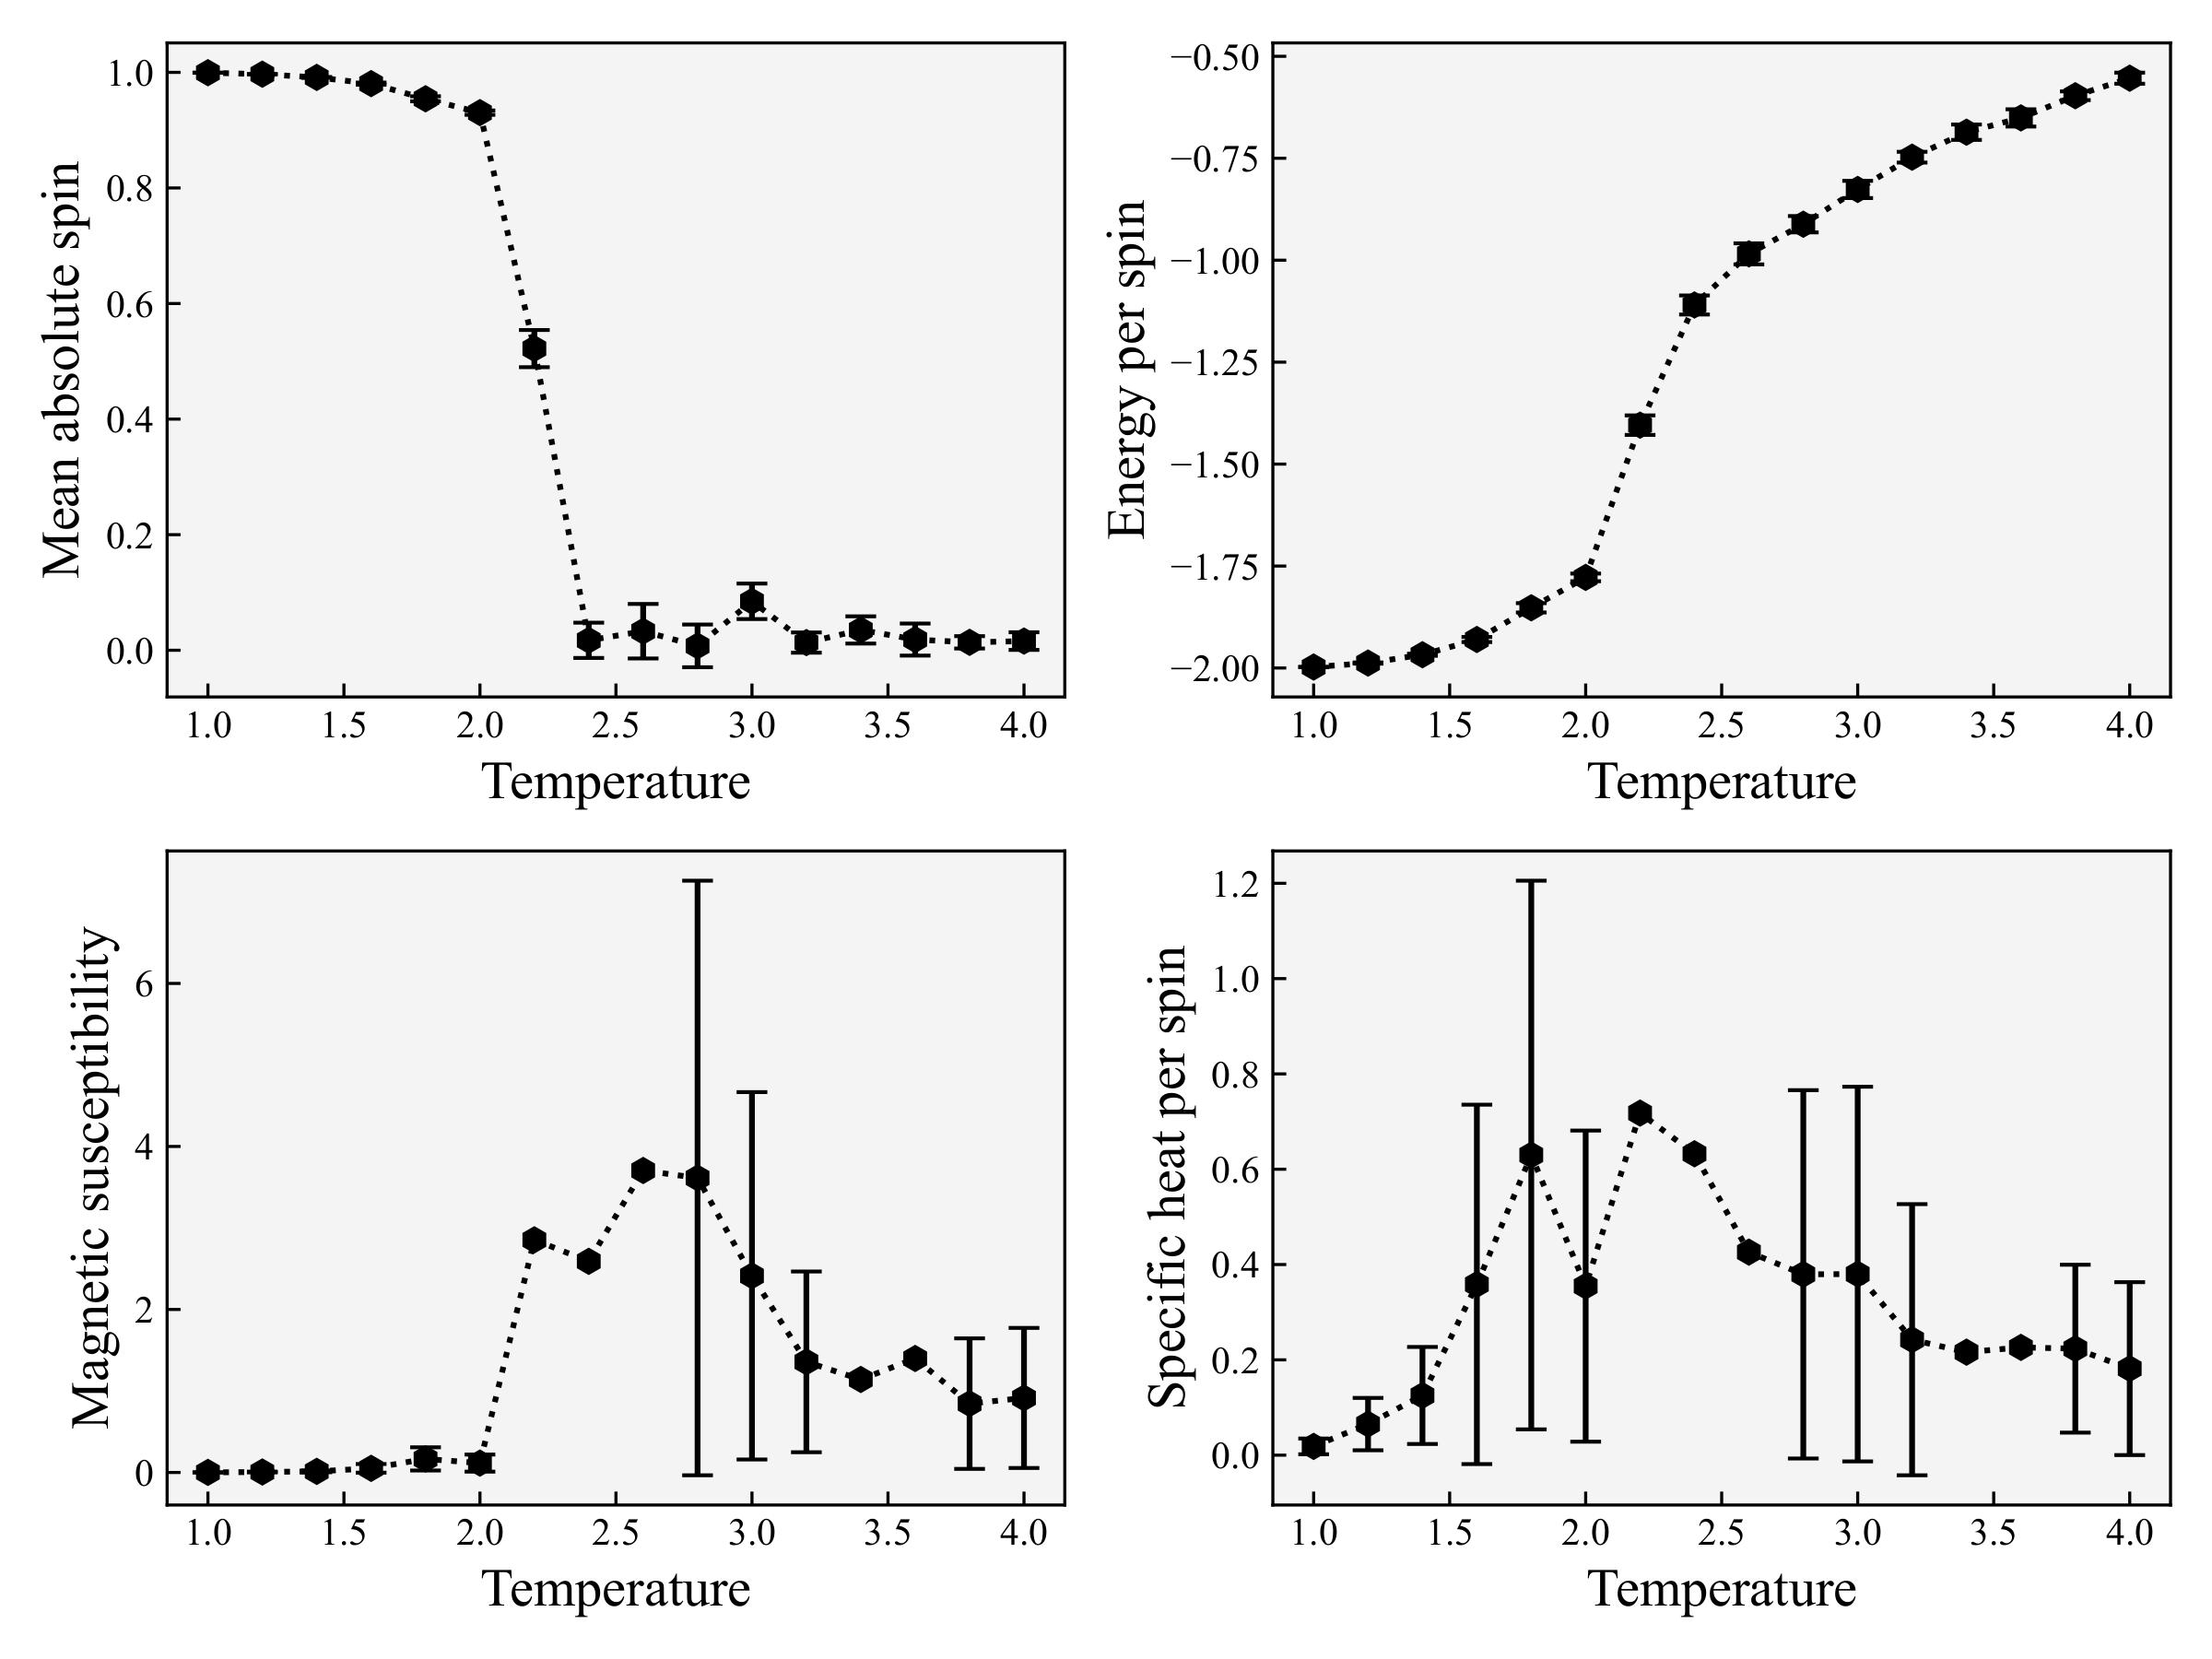 Mean absolute spin
1.0
0.8
0.6
0.4
0.2
0.0
1.0 1.5 2.0 2.5 3.0 3.5 4.0
Temperature
Energy per spin
−0.50
−0.75
−1.00
−1.25
−1.50
−1.75
−2.00
1.0 1.5 2.0 2.5 3.0 3.5 4.0
Temperature
Magnetic susceptibility
6
4
2
0
1.0 1.5 2.0 2.5 3.0 3.5 4.0
Temperature
Specific heat per spin
1.2
1.0
0.8
0.6
0.4
0.2
0.0
1.0 1.5 2.0 2.5 3.0 3.5 4.0
Temperature